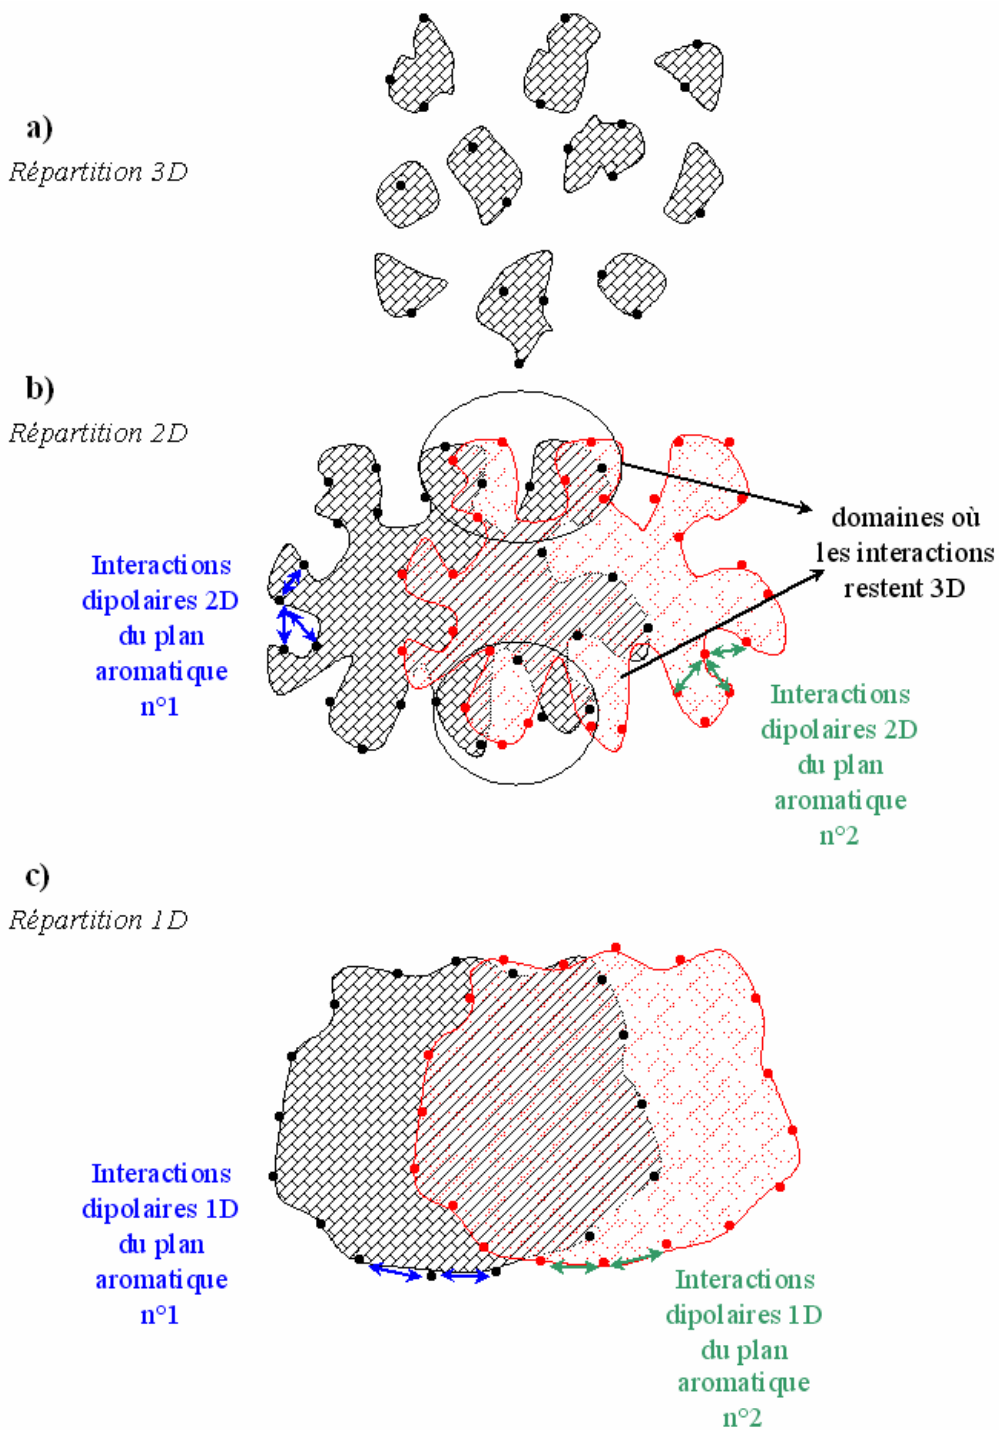 a)
Répartition 3D
b)
Répartition 2D
domaines où
les interactions
restent 3D
Interactions
dipolaires 2D
du plan
aromatique
n°1
Interactions
dipolaires 2D
du plan
aromatique
n°2
c)
Répartition 1D
Interactions
dipolaires 1D
du plan
aromatique
n°1
Interactions
dipolaires 1D
du plan
aromatique
n°2